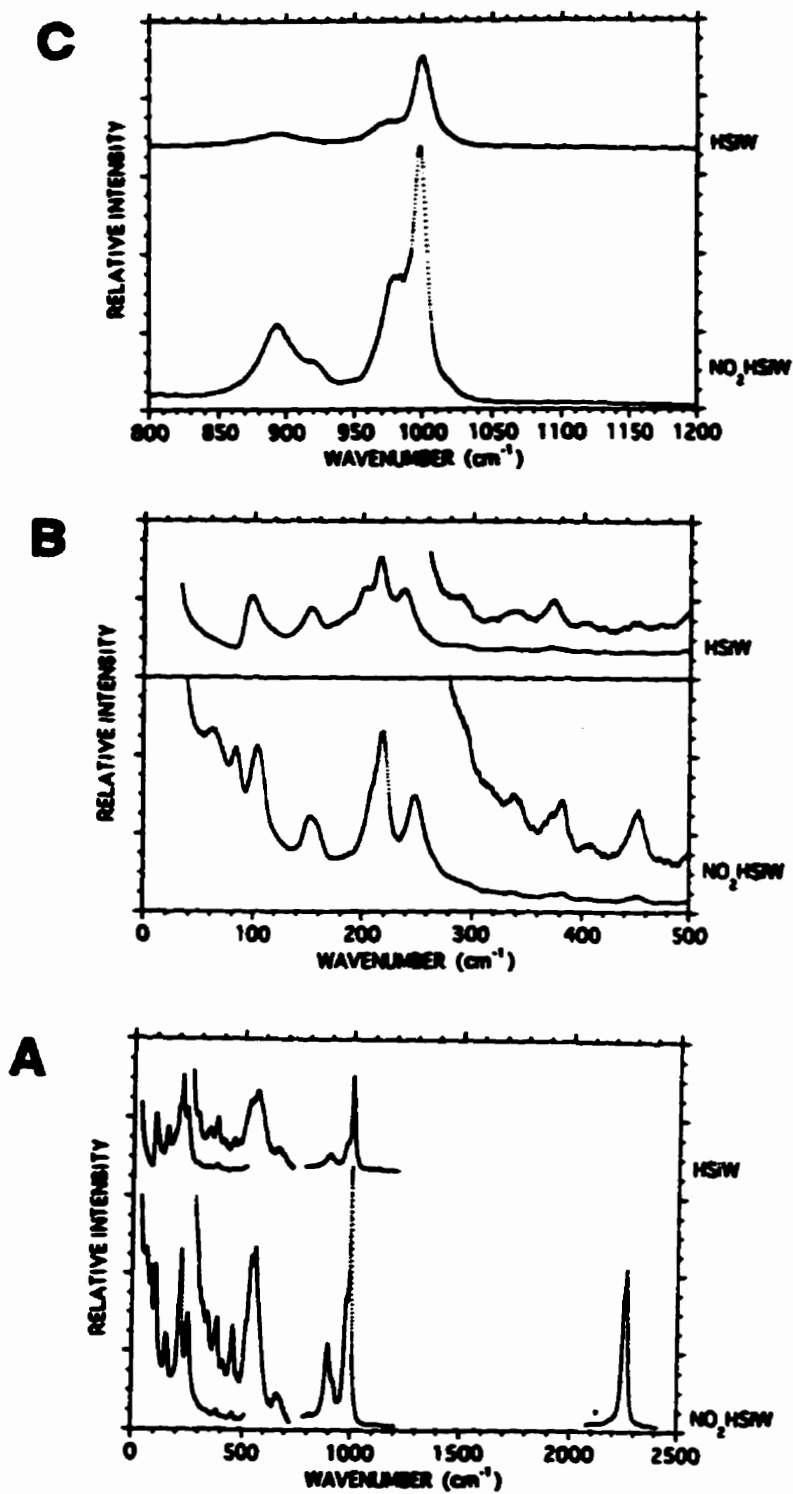 C
RELATIVE INTENSITY
HSiW
NO2HSiW
800 850 900 950 1000 1050 1100 1150 1200
WAVENUMBER (cm-1)
B
RELATIVE INTENSITY
HSiW
NO2HSiW
0 100 200 300 400 500
WAVENUMBER (cm-1)
A
RELATIVE INTENSITY
HSiW
NO2HSiW
0 500 1000 1500 2000 2500
WAVENUMBER (cm-1)